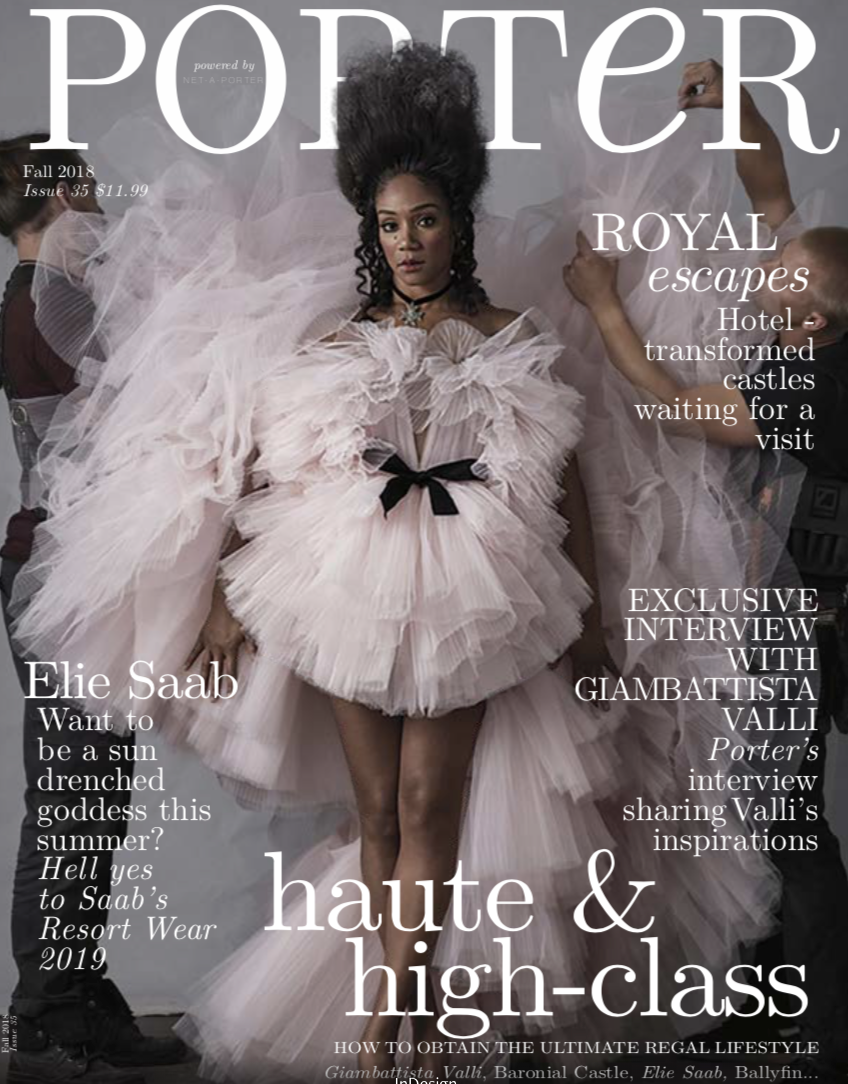 PORTER
powered by
NET-A-PORTER
Fall 2018
Issue 35 $11.99
ROYAL
escapes
Hotel -
transformed
castles
waiting for a
visit
EXCLUSIVE
INTERVIEW
WITH
GIAMBATTISTA
VALLI
Porter's
interview
sharing Valli's
inspirations
Elie Saab
Want to
be a sun
drenched
goddess this
summer?
Hell yes
to Saab's
Resort Wear
2019
haute &
high-class
HOW TO OBTAIN THE ULTIMATE REGAL LIFESTYLE
Giambattista Valli, Baronial Castle, Elie Saab, Ballyfin...
Fall 2018
Issue 35
InDesign